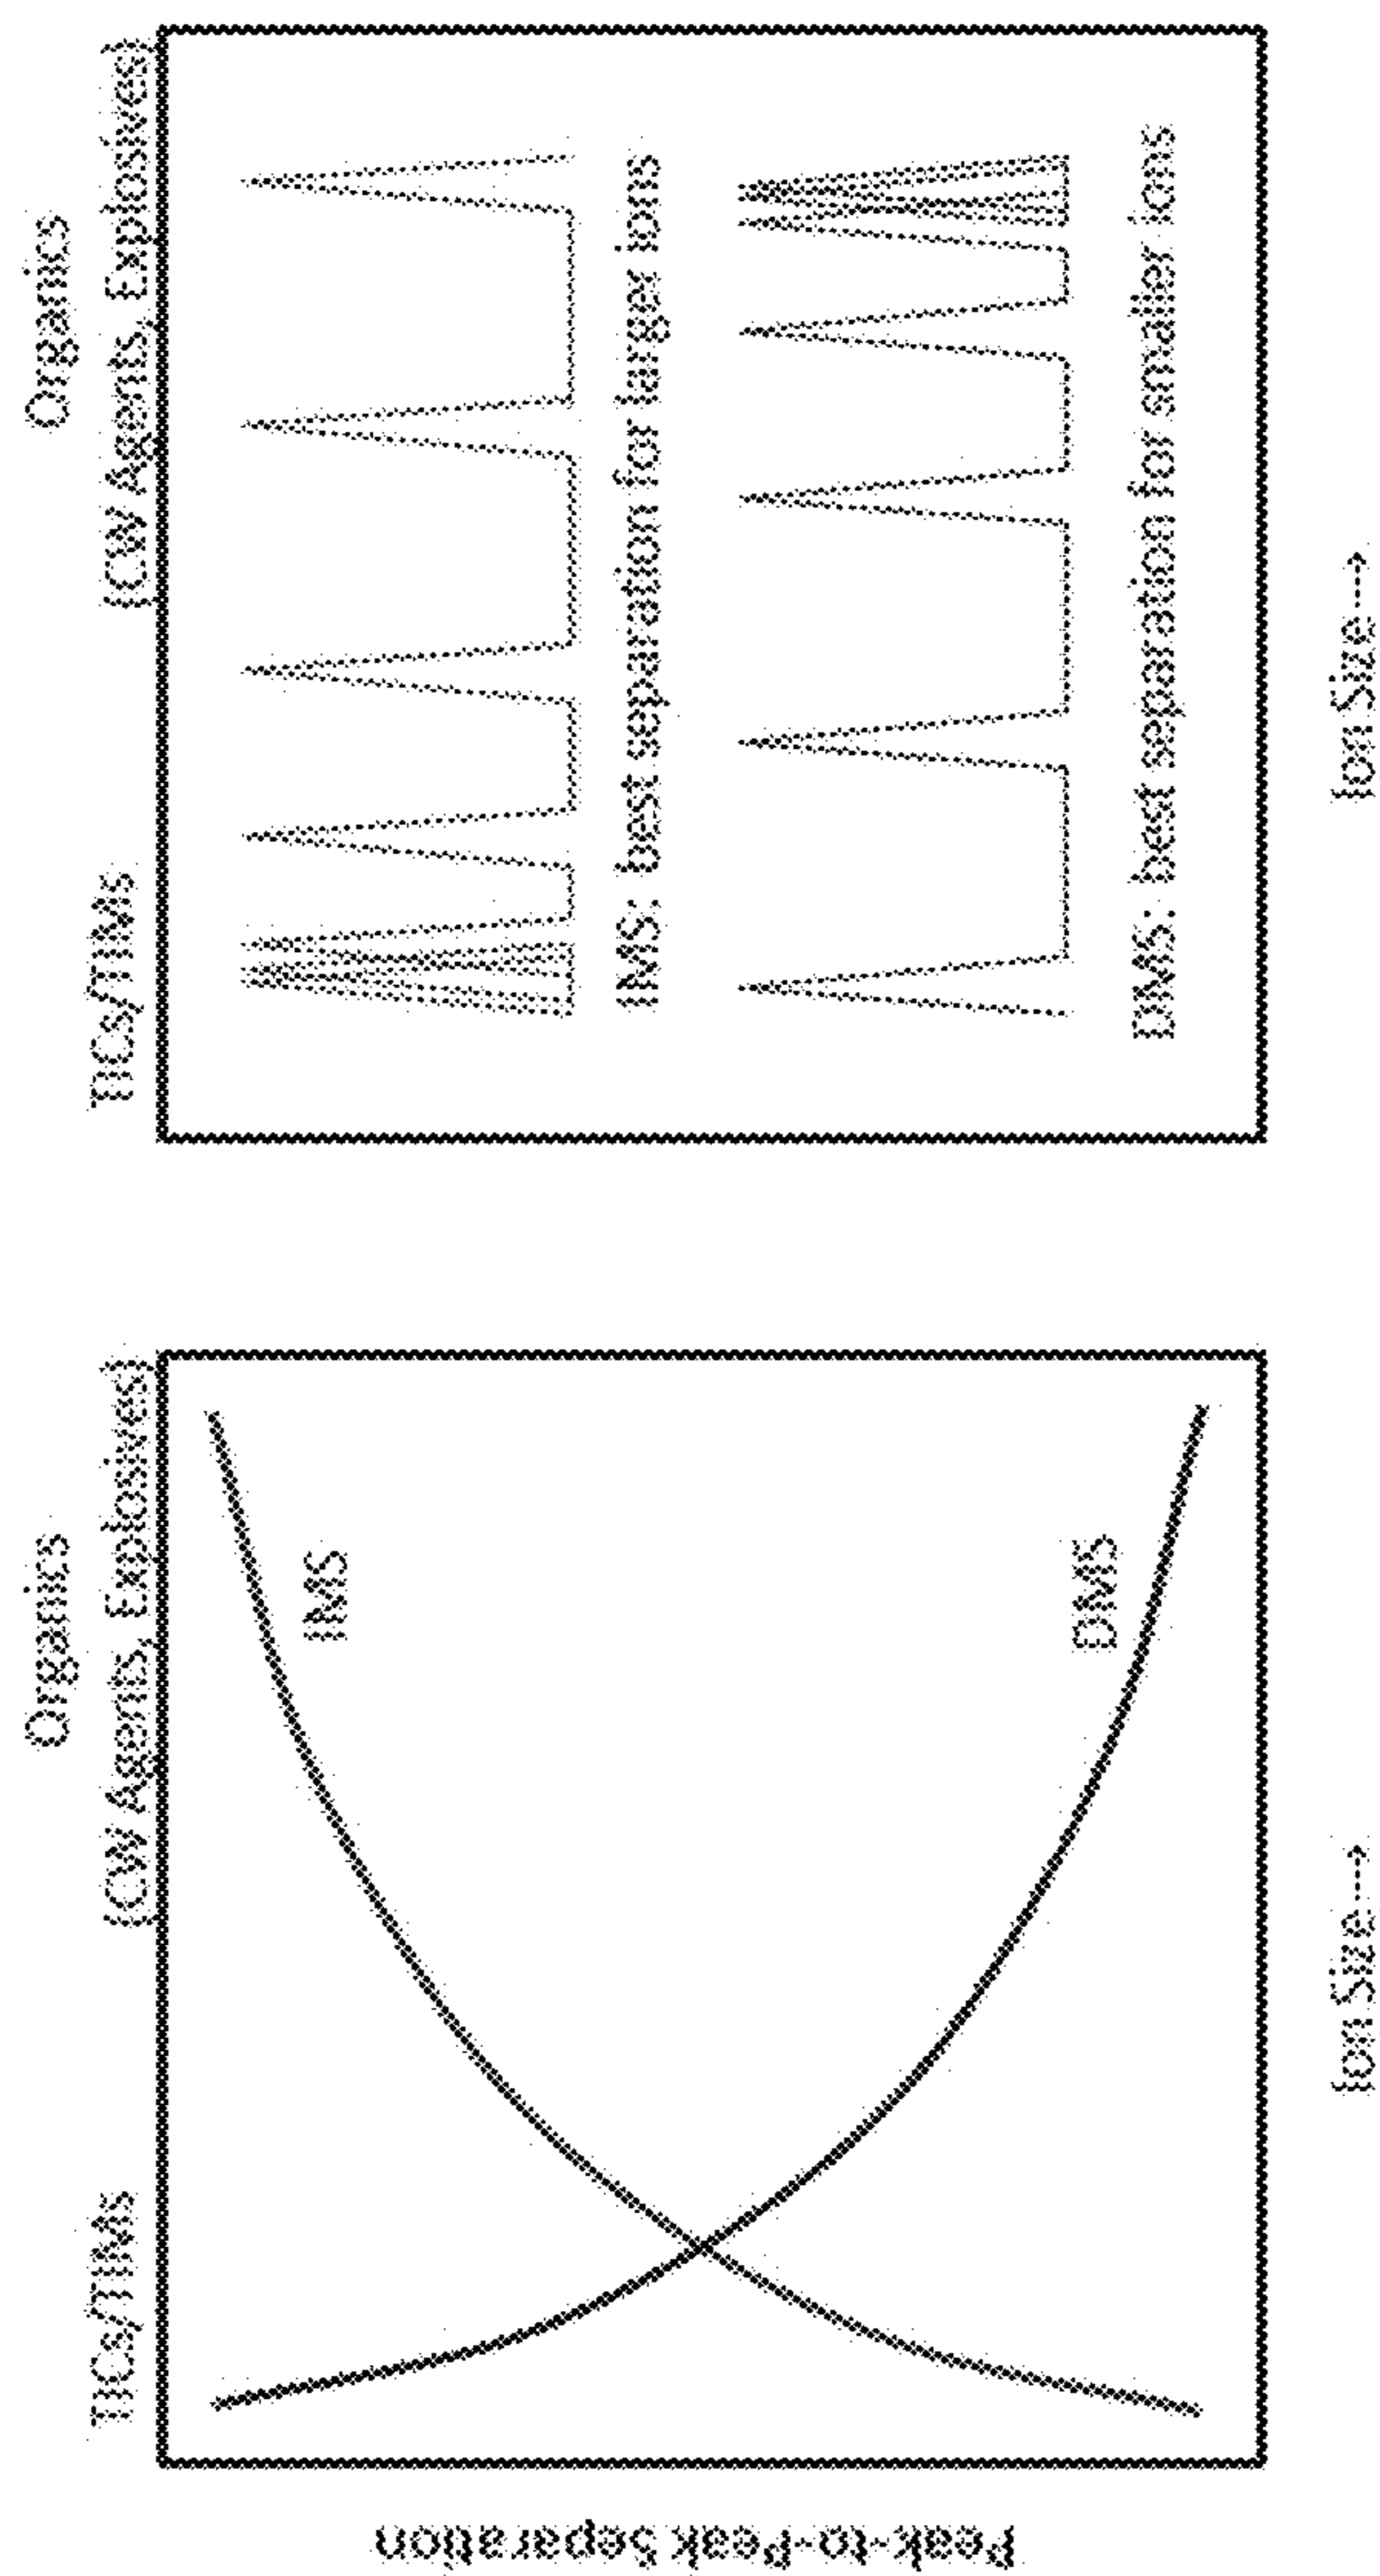 Peak-to-Peak Separation
TICs/TIMs
Organics
(CW Agents, Explosives)
IMS
DMS
Ion Size→
TICs/TIMs
Organics
(CW Agents, Explosives)
IMS: best separation for larger ions
DMS: best separation for smaller ions
Ion Size→